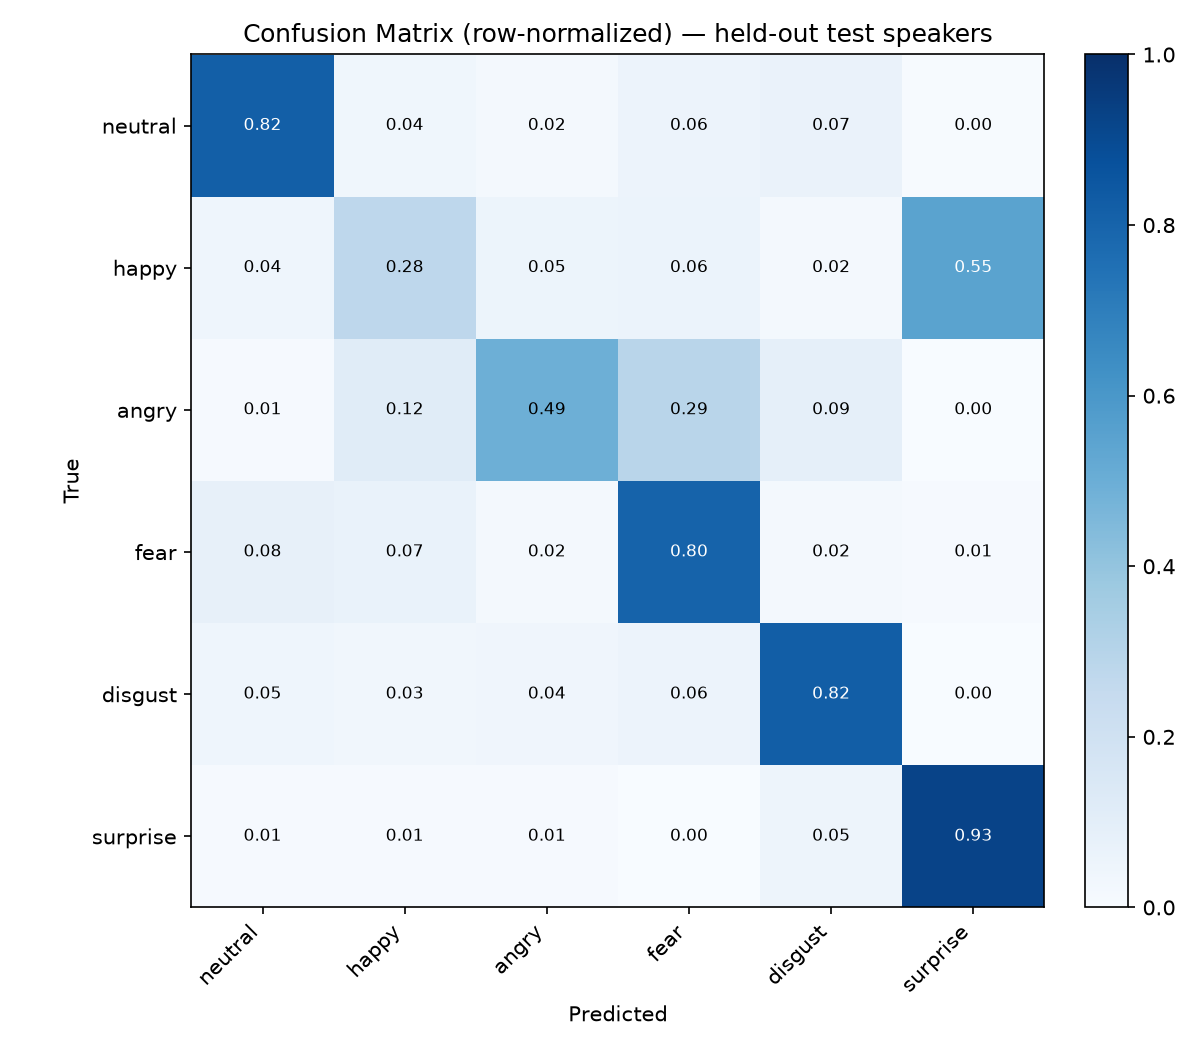 Confusion Matrix (row-normalized) — held-out test speakers
neutral 0.82 0.04 0.02 0.06 0.07 0.00
happy 0.04 0.28 0.05 0.06 0.02 0.55
angry 0.01 0.12 0.49 0.29 0.09 0.00
fear 0.08 0.07 0.02 0.80 0.02 0.01
disgust 0.05 0.03 0.04 0.06 0.82 0.00
surprise 0.01 0.01 0.01 0.00 0.05 0.93
neutral happy angry fear disgust surprise
Predicted
True
1.0
0.8
0.6
0.4
0.2
0.0